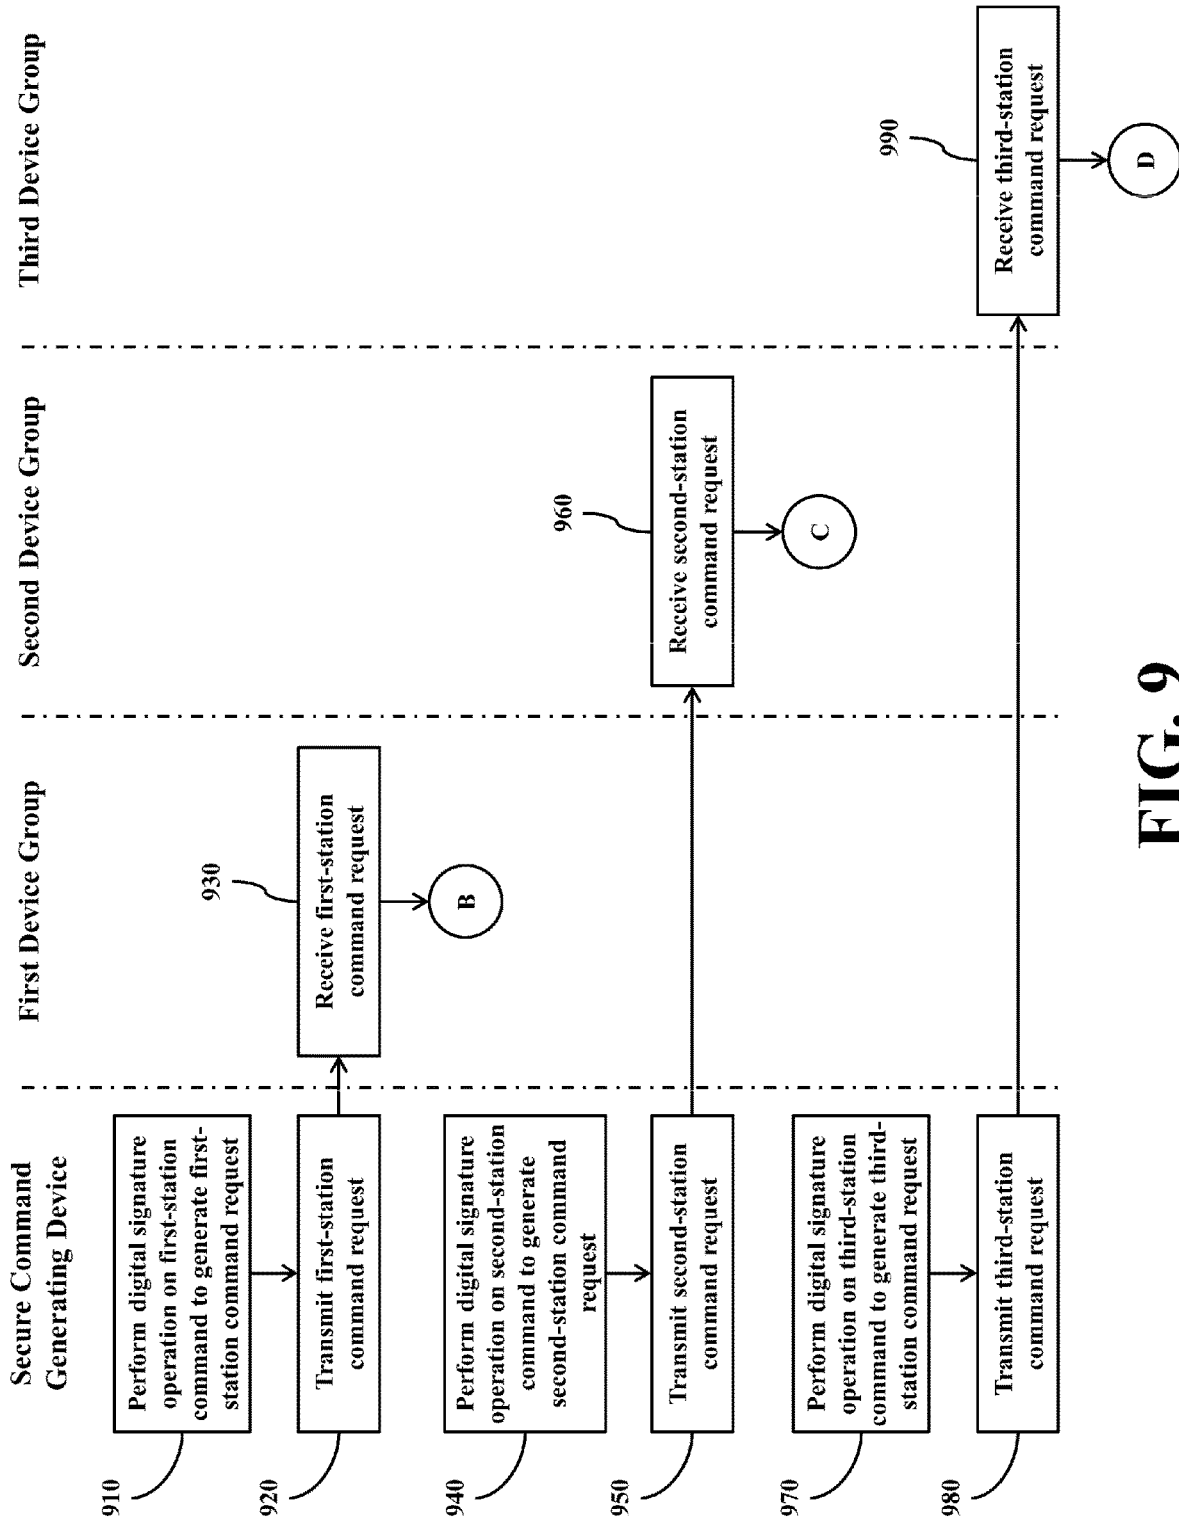 Secure Command
Generating Device
First Device Group
Second Device Group
Third Device Group
910
Perform digital signature
operation on first-station
command to generate first-
station command request
920
Transmit first-station
command request
930
Receive first-station
command request
B
940
Perform digital signature
operation on second-station
command to generate
second-station command
request
950
Transmit second-station
command request
960
Receive second-station
command request
C
970
Perform digital signature
operation on third-station
command to generate third-
station command request
980
Transmit third-station
command request
990
Receive third-station
command request
D
FIG. 9